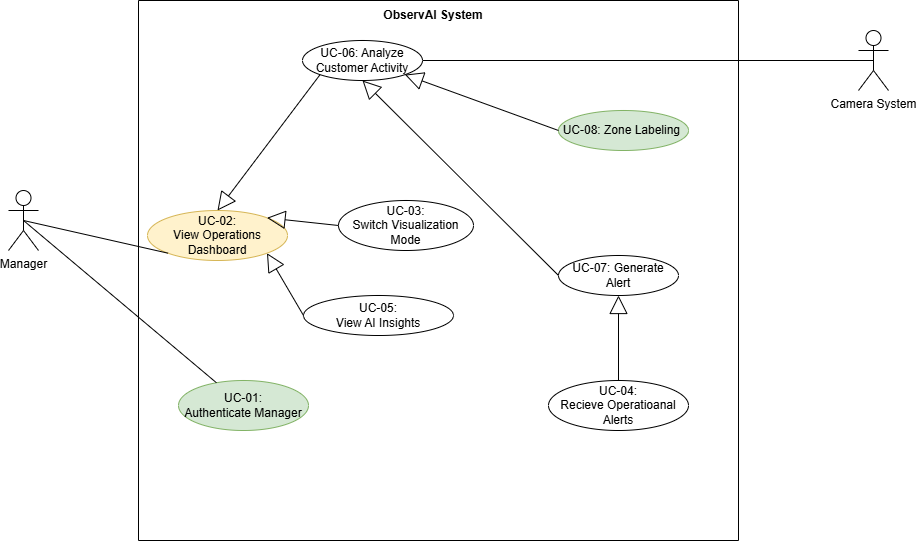 ObservAI System
UC-06: Analyze
Customer Activity
Camera System
UC-08: Zone Labeling
UC-02:
View Operations
Dashboard
UC-03:
Switch Visualization
Mode
Manager
UC-07: Generate
Alert
UC-05:
View AI Insights
UC-01:
Authenticate Manager
UC-04:
Recieve Operatioanal
Alerts